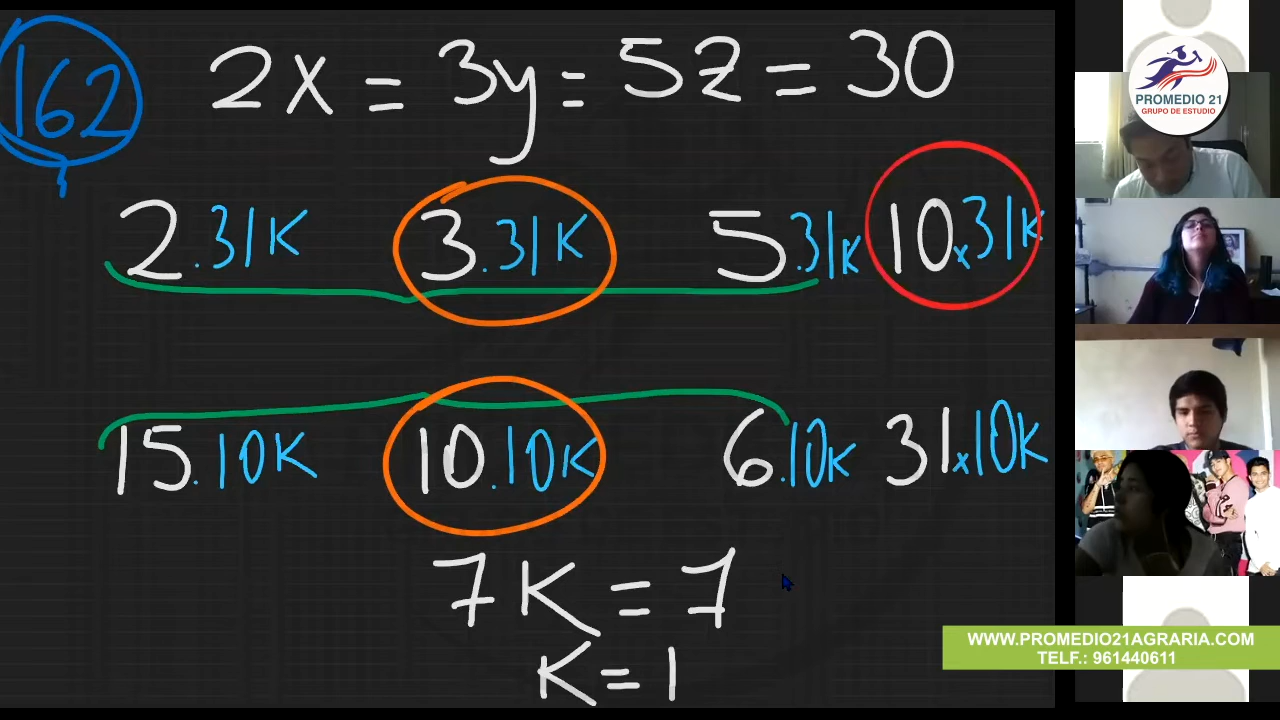 162
2x = 3y = 5z = 30
2.31K 3.31K 5.31K 10x31K
15.10K 10.10K 6.10K 31x10K
7K = 7
K = 1
PROMEDIO 21
GRUPO DE ESTUDIO
WWW.PROMEDIO21AGRARIA.COM
TELF.: 961440611